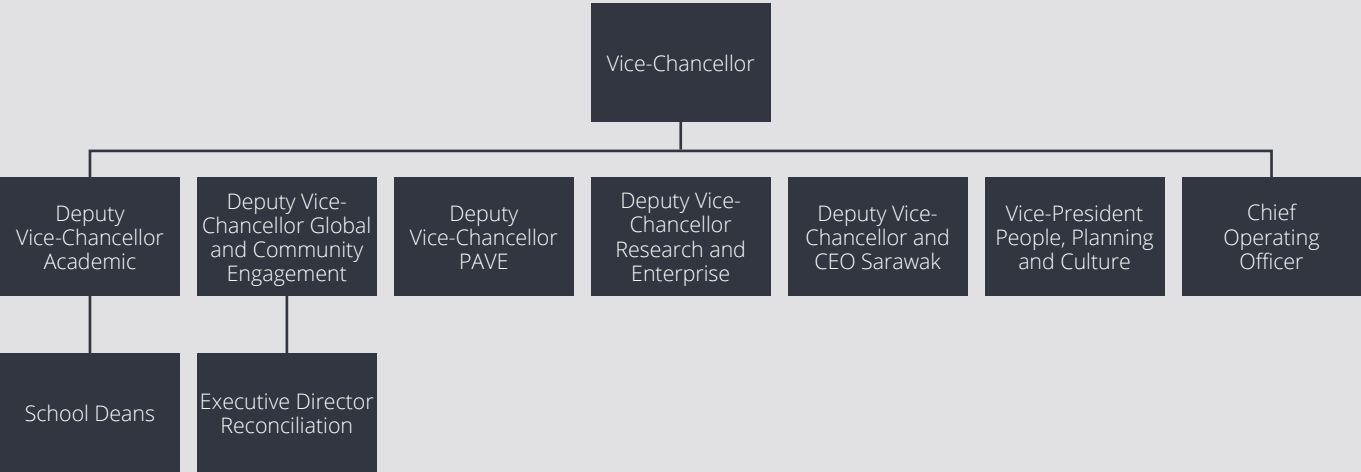 Vice-Chancellor
Deputy
Vice-Chancellor
Academic
Deputy Vice-
Chancellor Global
and Community
Engagement
Deputy
Vice-Chancellor
PAVE
Deputy Vice-
Chancellor
Research and
Enterprise
Deputy Vice-
Chancellor and
CEO Sarawak
Vice-President
People, Planning
and Culture
Chief
Operating
Officer
School Deans
Executive Director
Reconciliation